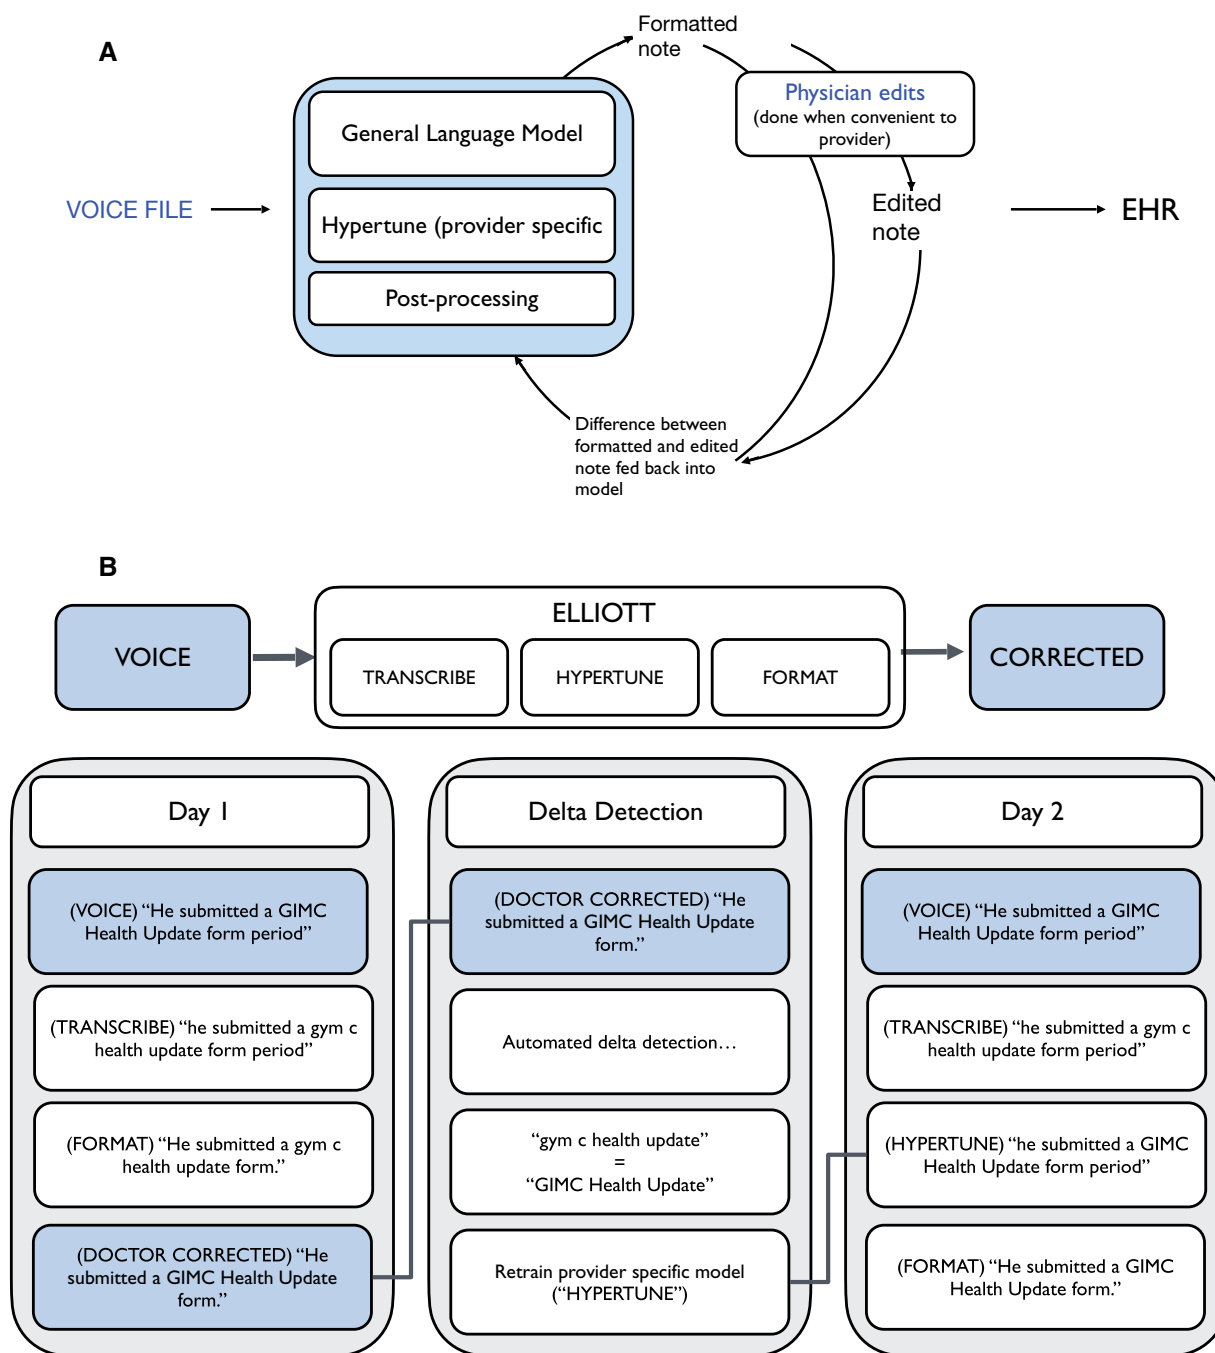 A
Formatted
note
Physician edits
(done when convenient to
provider)
General Language Model
Hypertune (provider specific
Post-processing
VOICE FILE
Edited
note
EHR
Difference between
formatted and edited
note fed back into
model
B
VOICE
ELLIOTT
TRANSCRIBE
HYPERTUNE
FORMAT
CORRECTED
Day 1
(VOICE) “He submitted a GIMC
Health Update form period”
(TRANSCRIBE) “he submitted a gym c
health update form period”
(FORMAT) “He submitted a gym c
health update form.”
(DOCTOR CORRECTED) “He
submitted a GIMC Health Update
form.”
Delta Detection
(DOCTOR CORRECTED) “He
submitted a GIMC Health Update
form.”
Automated delta detection…
“gym c health update”
=
“GIMC Health Update”
Retrain provider specific model
(“HYPERTUNE”)
Day 2
(VOICE) “He submitted a GIMC
Health Update form period”
(TRANSCRIBE) “he submitted a gym c
health update form period”
(HYPERTUNE) “he submitted a GIMC
Health Update form period”
(FORMAT) “He submitted a GIMC
Health Update form.”